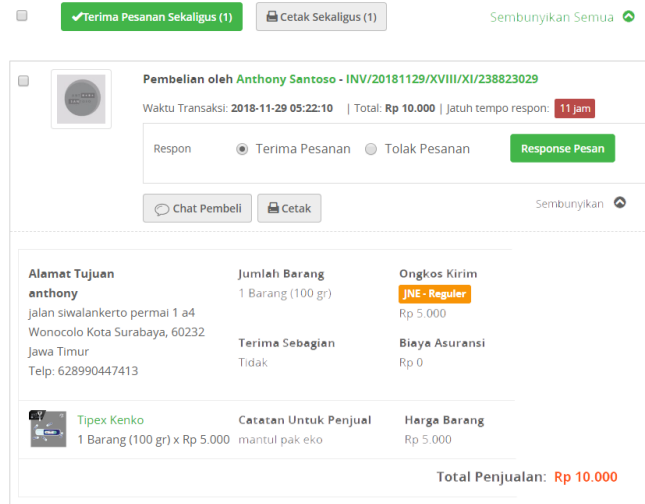 ✔Terima Pesanan Sekaligus (1)
Cetak Sekaligus (1)
Sembunyikan Semua
Pembelian oleh Anthony Santoso - INV/20181129/XVIII/XI/238823029
Waktu Transaksi: 2018-11-29 05:22:10 | Total: Rp 10.000 | Jatuh tempo respon: 11 jam
Respon Terima Pesanan Tolak Pesanan Response Pesan
Chat Pembeli
Cetak
Sembunyikan
Alamat Tujuan
anthony
jalan siwalankerto permai 1 a4
Wonocolo Kota Surabaya, 60232
Jawa Timur
Telp: 628990447413
Jumlah Barang
1 Barang (100 gr)
Terima Sebagian
Tidak
Ongkos Kirim
JNE - Reguler
Rp 5.000
Biaya Asuransi
Rp 0
Tipex Kenko
1 Barang (100 gr) x Rp 5.000
Catatan Untuk Penjual
mantul pak eko
Harga Barang
Rp 5.000
Total Penjualan: Rp 10.000